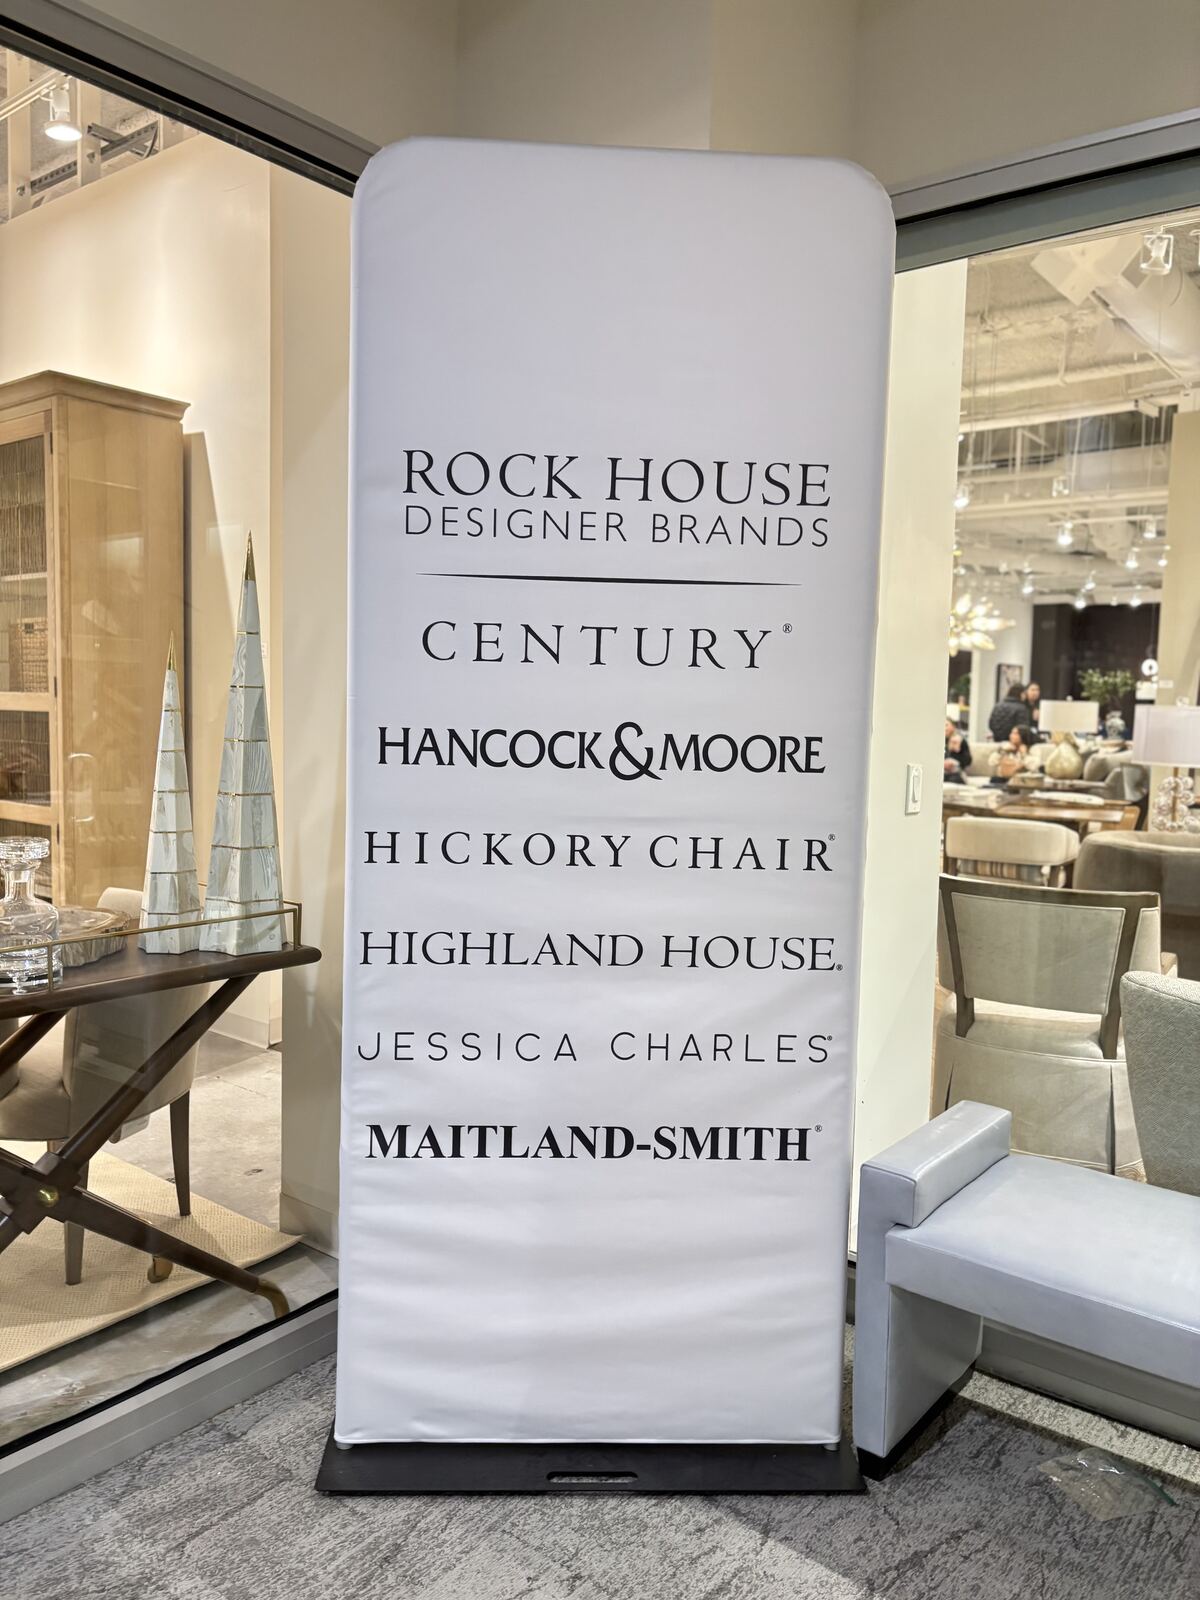 ROCK HOUSE
DESIGNER BRANDS
CENTURY®
HANCOCK & MOORE
HICKORY CHAIR®
HIGHLAND HOUSE®
JESSICA CHARLES®
MAITLAND-SMITH®